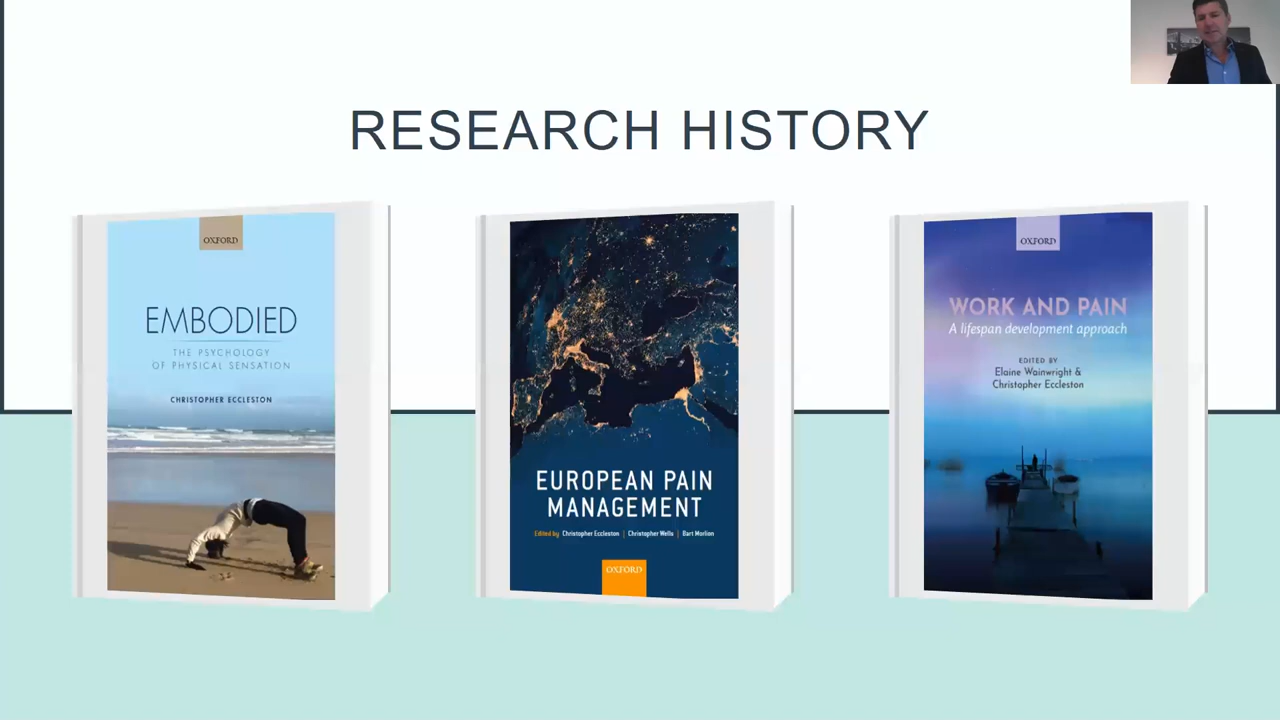 RESEARCH HISTORY
OXFORD
EMBODIED
THE PSYCHOLOGY
OF PHYSICAL SENSATION
CHRISTOPHER ECCLESTON
EUROPEAN PAIN
MANAGEMENT
Edited by Christopher Eccleston | Christopher Wells | Bart Morlion
OXFORD
OXFORD
WORK AND PAIN
A lifespan development approach
EDITED BY
Elaine Wainwright &
Christopher Eccleston